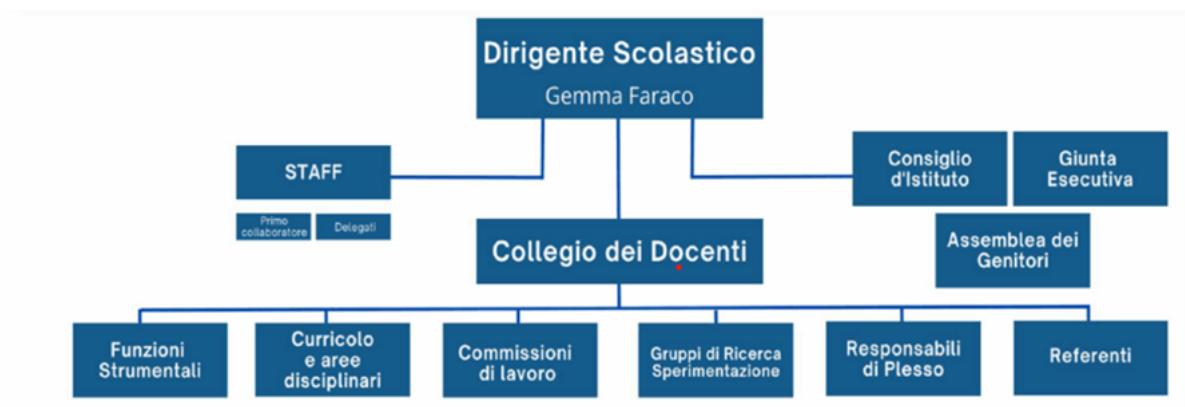 Dirigente Scolastico
Gemma Faraco
STAFF
Primo
collaboratore
Delegati
Consiglio
d'Istituto
Giunta
Esecutiva
Collegio dei Docenti
Assemblea dei
Genitori
Funzioni
Strumentali
Curricolo
e aree
disciplinari
Commissioni
di lavoro
Gruppi di Ricerca
Sperimentazione
Responsabili
di Plesso
Referenti